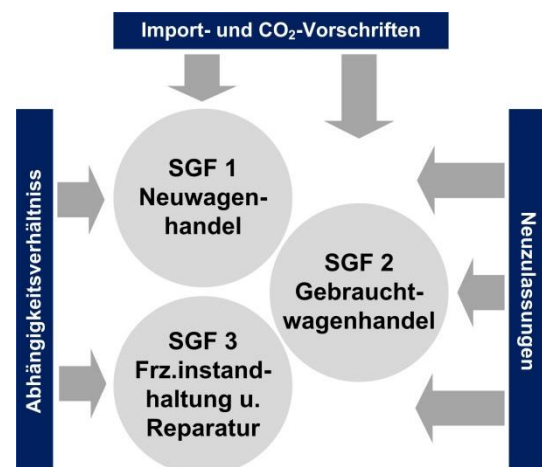 Import- und CO₂-Vorschriften
Abhängigkeitsverhältniss
SGF 1
Neuwagen-
handel
SGF 2
Gebraucht-
wagenhandel
SGF 3
Frz.instand-
haltung u.
Reparatur
Neuzulassungen